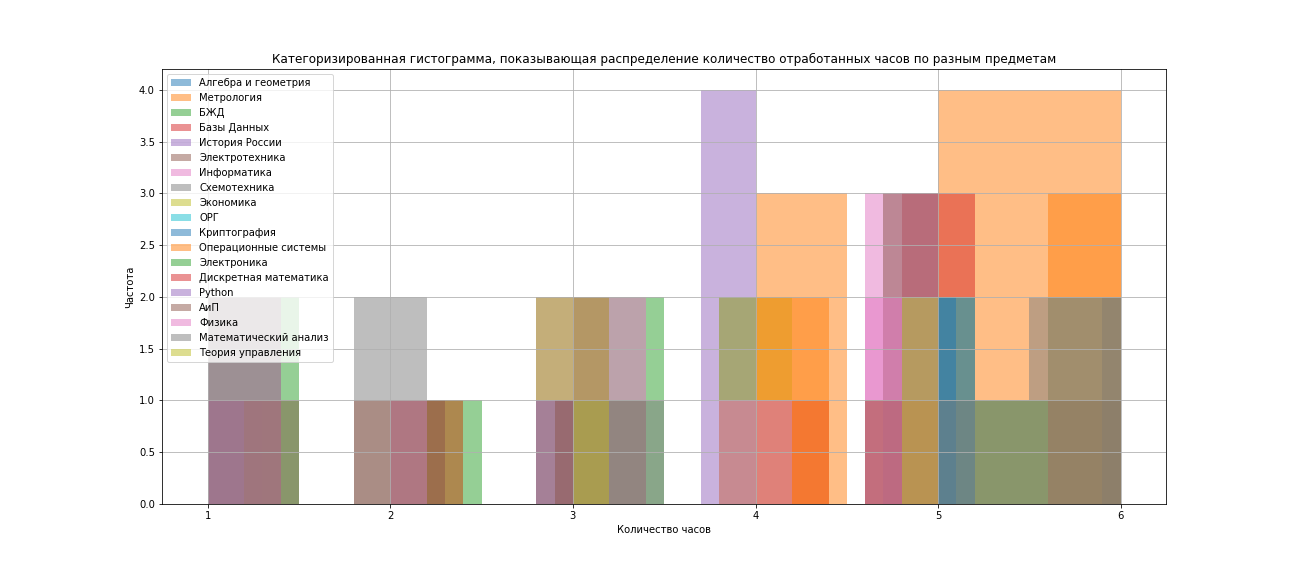 Категоризированная гистограмма, показывающая распределение количество отработанных часов по разным предметам
Алгебра и геометрия
Метрология
БЖД
Базы Данных
История России
Электротехника
Информатика
Схемотехника
Экономика
ОРГ
Криптография
Операционные системы
Электроника
Дискретная математика
Python
АиП
Физика
Математический анализ
Теория управления
Частота
4.0
3.5
3.0
2.5
2.0
1.5
1.0
0.5
0.0
1 2 3 4 5 6
Количество часов